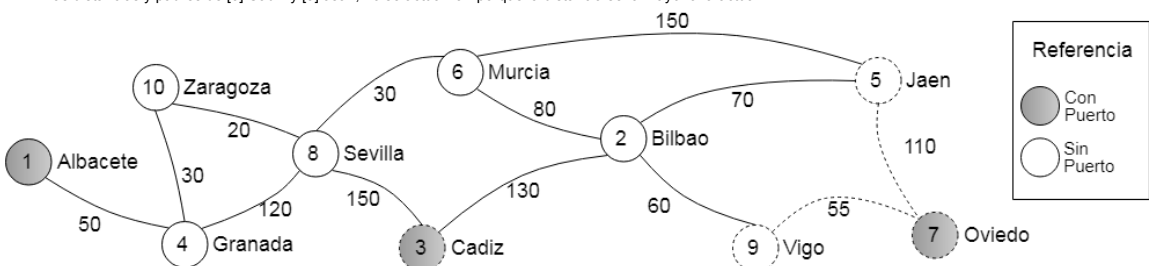 150
Referencia
Con
Puerto
Sin
Puerto
6 Murcia
5 Jaen
10 Zaragoza
30
80
70
20
2 Bilbao
1 Albacete
8 Sevilla
110
30
150
130
50
120
60
55
4 Granada
3 Cadiz
9 Vigo
7 Oviedo